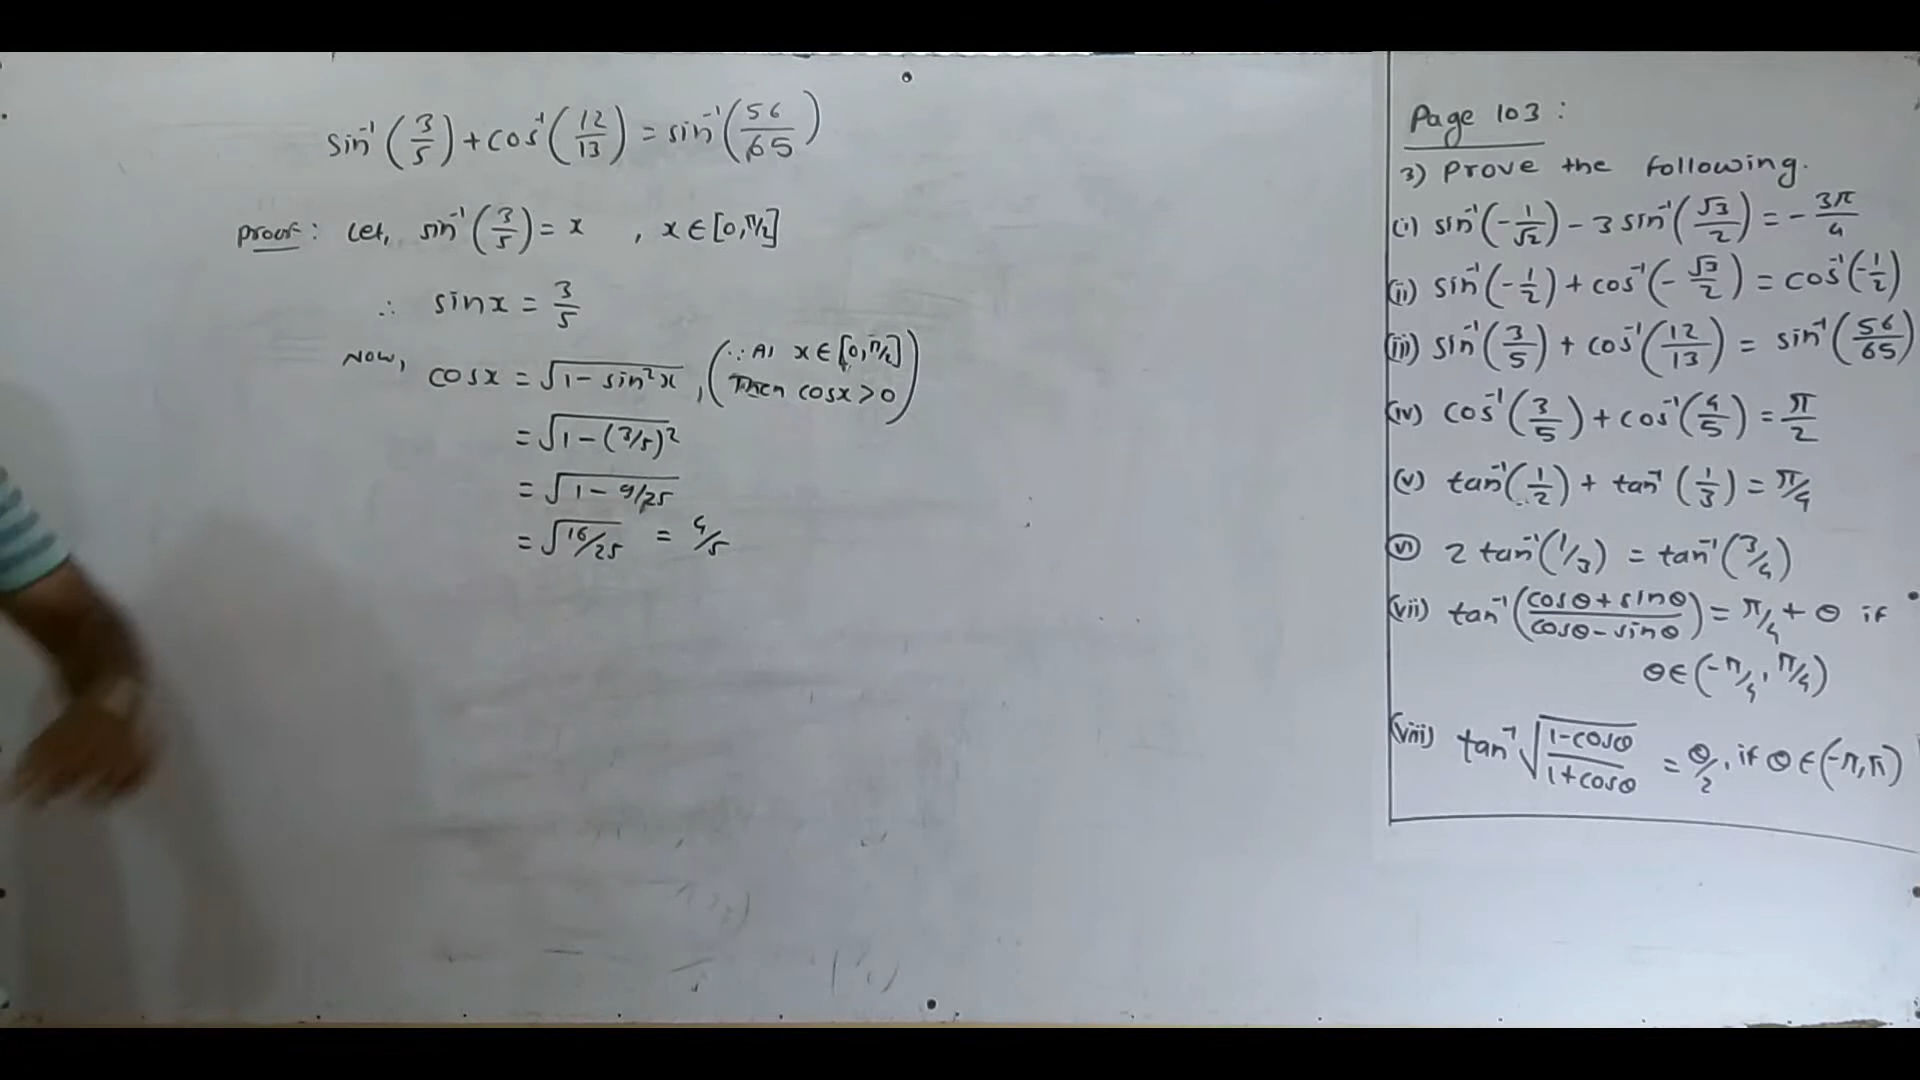 sin⁻¹(3/5) + cos⁻¹(12/13) = sin⁻¹(56/65)
Proof: Let, sin⁻¹(3/5) = x , x ∈ [0, π/2]
∴ sinx = 3/5
Now, cosx = √(1 - sin²x) , (∵ As x ∈ [0, π/2] Then cosx > 0)
= √(1 - (3/5)²)
= √(1 - 9/25)
= √(16/25) = 4/5
Page 103 :
3) Prove the following.
(i) sin⁻¹(-1/√2) - 3 sin⁻¹(√3/2) = - 3π/4
(ii) sin⁻¹(-1/2) + cos⁻¹(-√3/2) = cos⁻¹(-1/2)
(iii) sin⁻¹(3/5) + cos⁻¹(12/13) = sin⁻¹(56/65)
(iv) cos⁻¹(3/5) + cos⁻¹(4/5) = π/2
(v) tan⁻¹(1/2) + tan⁻¹(1/3) = π/4
(vi) 2 tan⁻¹(1/3) = tan⁻¹(3/4)
(vii) tan⁻¹((cosθ + sinθ)/(cosθ - sinθ)) = π/4 + θ if
θ ∈ (-π/4, π/4)
(viii) tan⁻¹√((1-cosθ)/(1+cosθ)) = θ/2, if θ ∈ (-π, π)